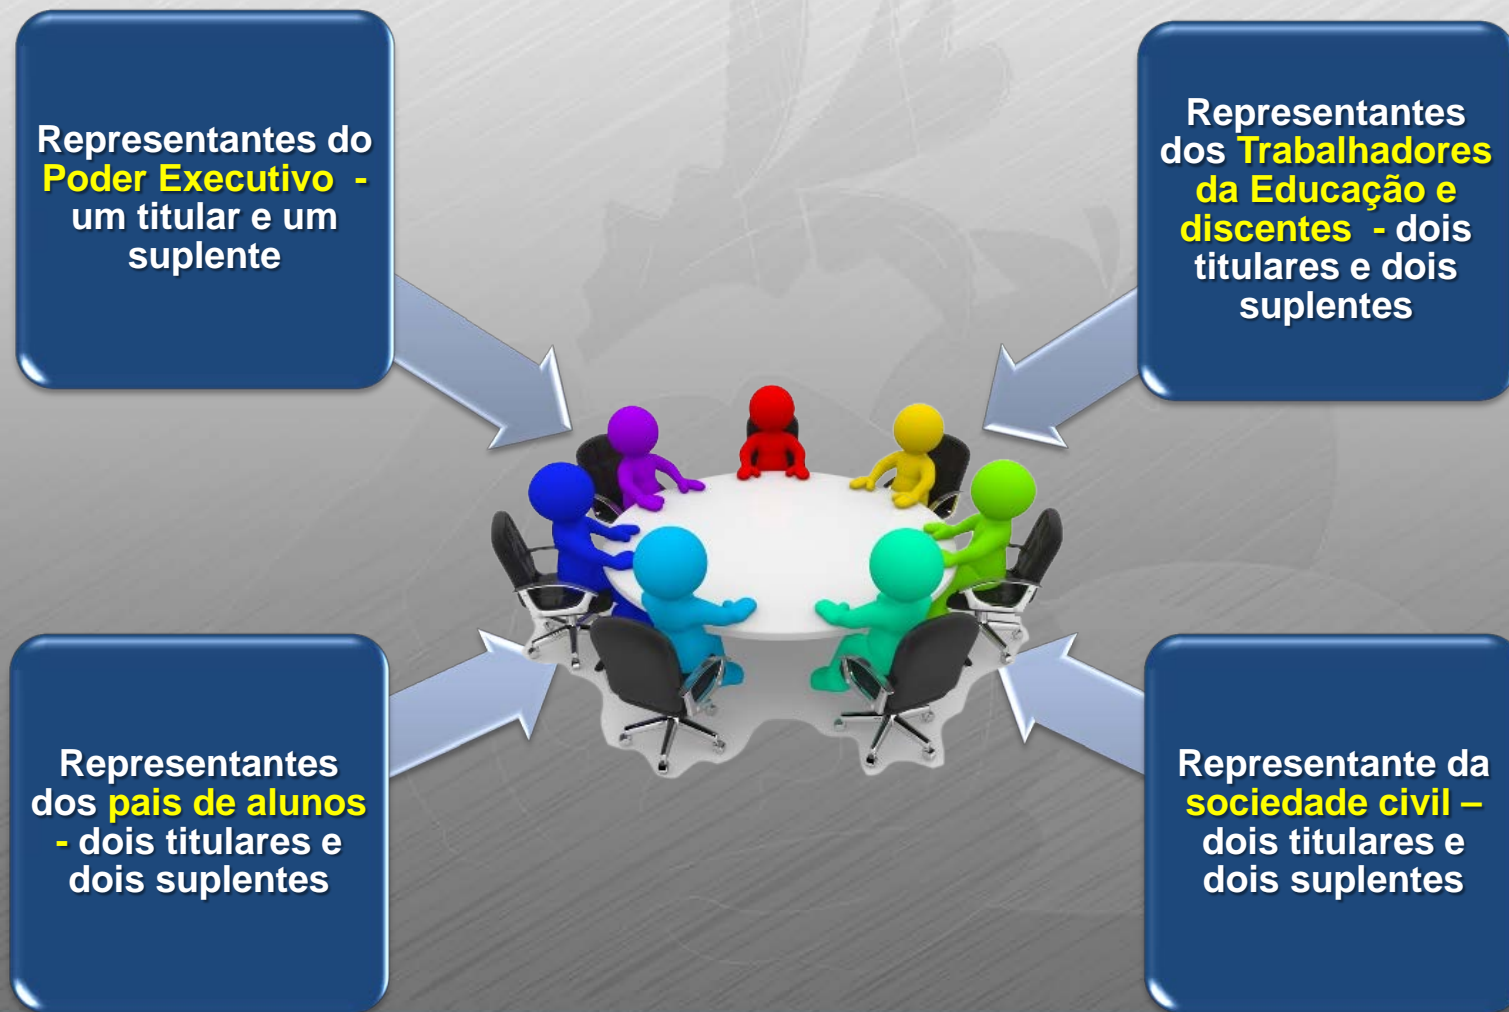 Representantes do
Poder Executivo -
um titular e um
suplente
Representantes
dos Trabalhadores
da Educação e
discentes - dois
titulares e dois
suplentes
Representantes
dos pais de alunos
- dois titulares e
dois suplentes
Representante da
sociedade civil –
dois titulares e
dois suplentes